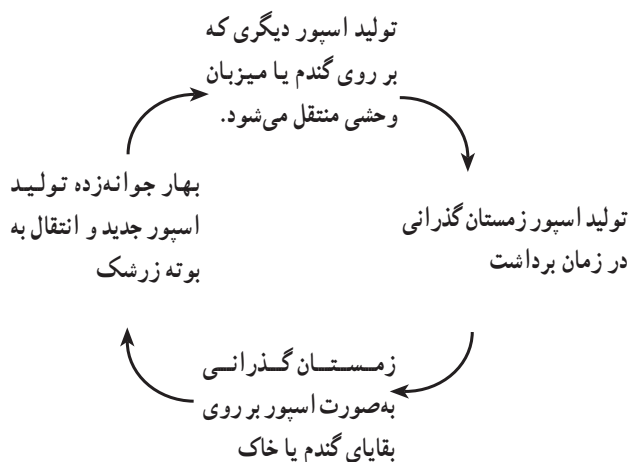 تولید اسپور دیگری که
بر روی گندم یا میزبان
وحشی منتقل می‌شود.
تولید اسپور زمستان‌گذرانی
در زمان برداشت
زمستان گذرانی
به‌صورت اسپور بر روی
بقایای گندم یا خاک
بهار جوانه‌زده تولید
اسپور جدید و انتقال به
بوته زرشک